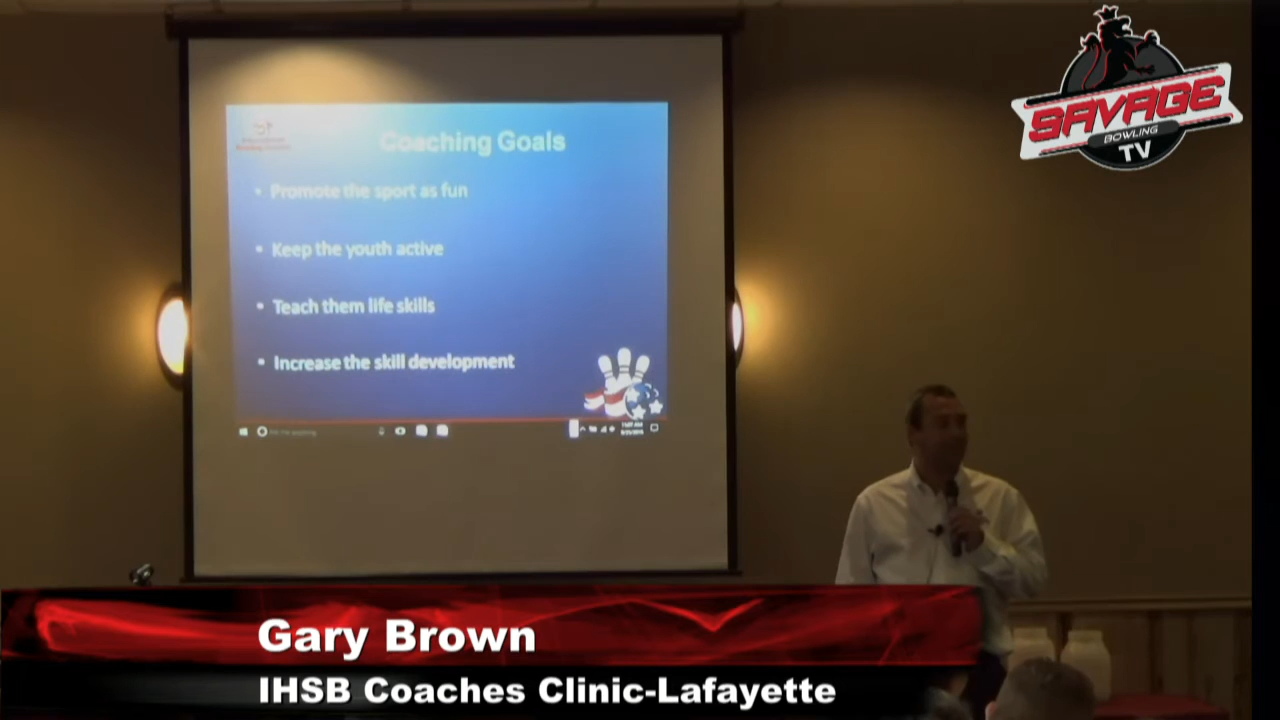 SAVAGE
BOWLING
TV
Coaching Goals
• Promote the sport as fun
• Keep the youth active
• Teach them life skills
• Increase the skill development
Gary Brown
IHSB Coaches Clinic-Lafayette